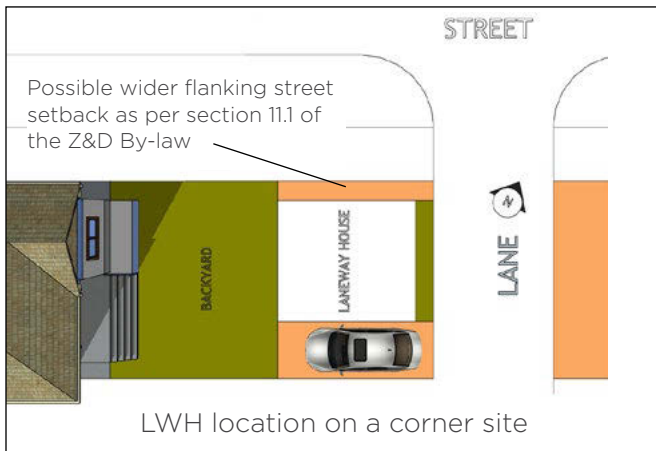 STREET
Possible wider flanking street
setback as per section 11.1 of
the Z&D By-law
BACKYARD
LANEWAY HOUSE
LANE
N
LWH location on a corner site